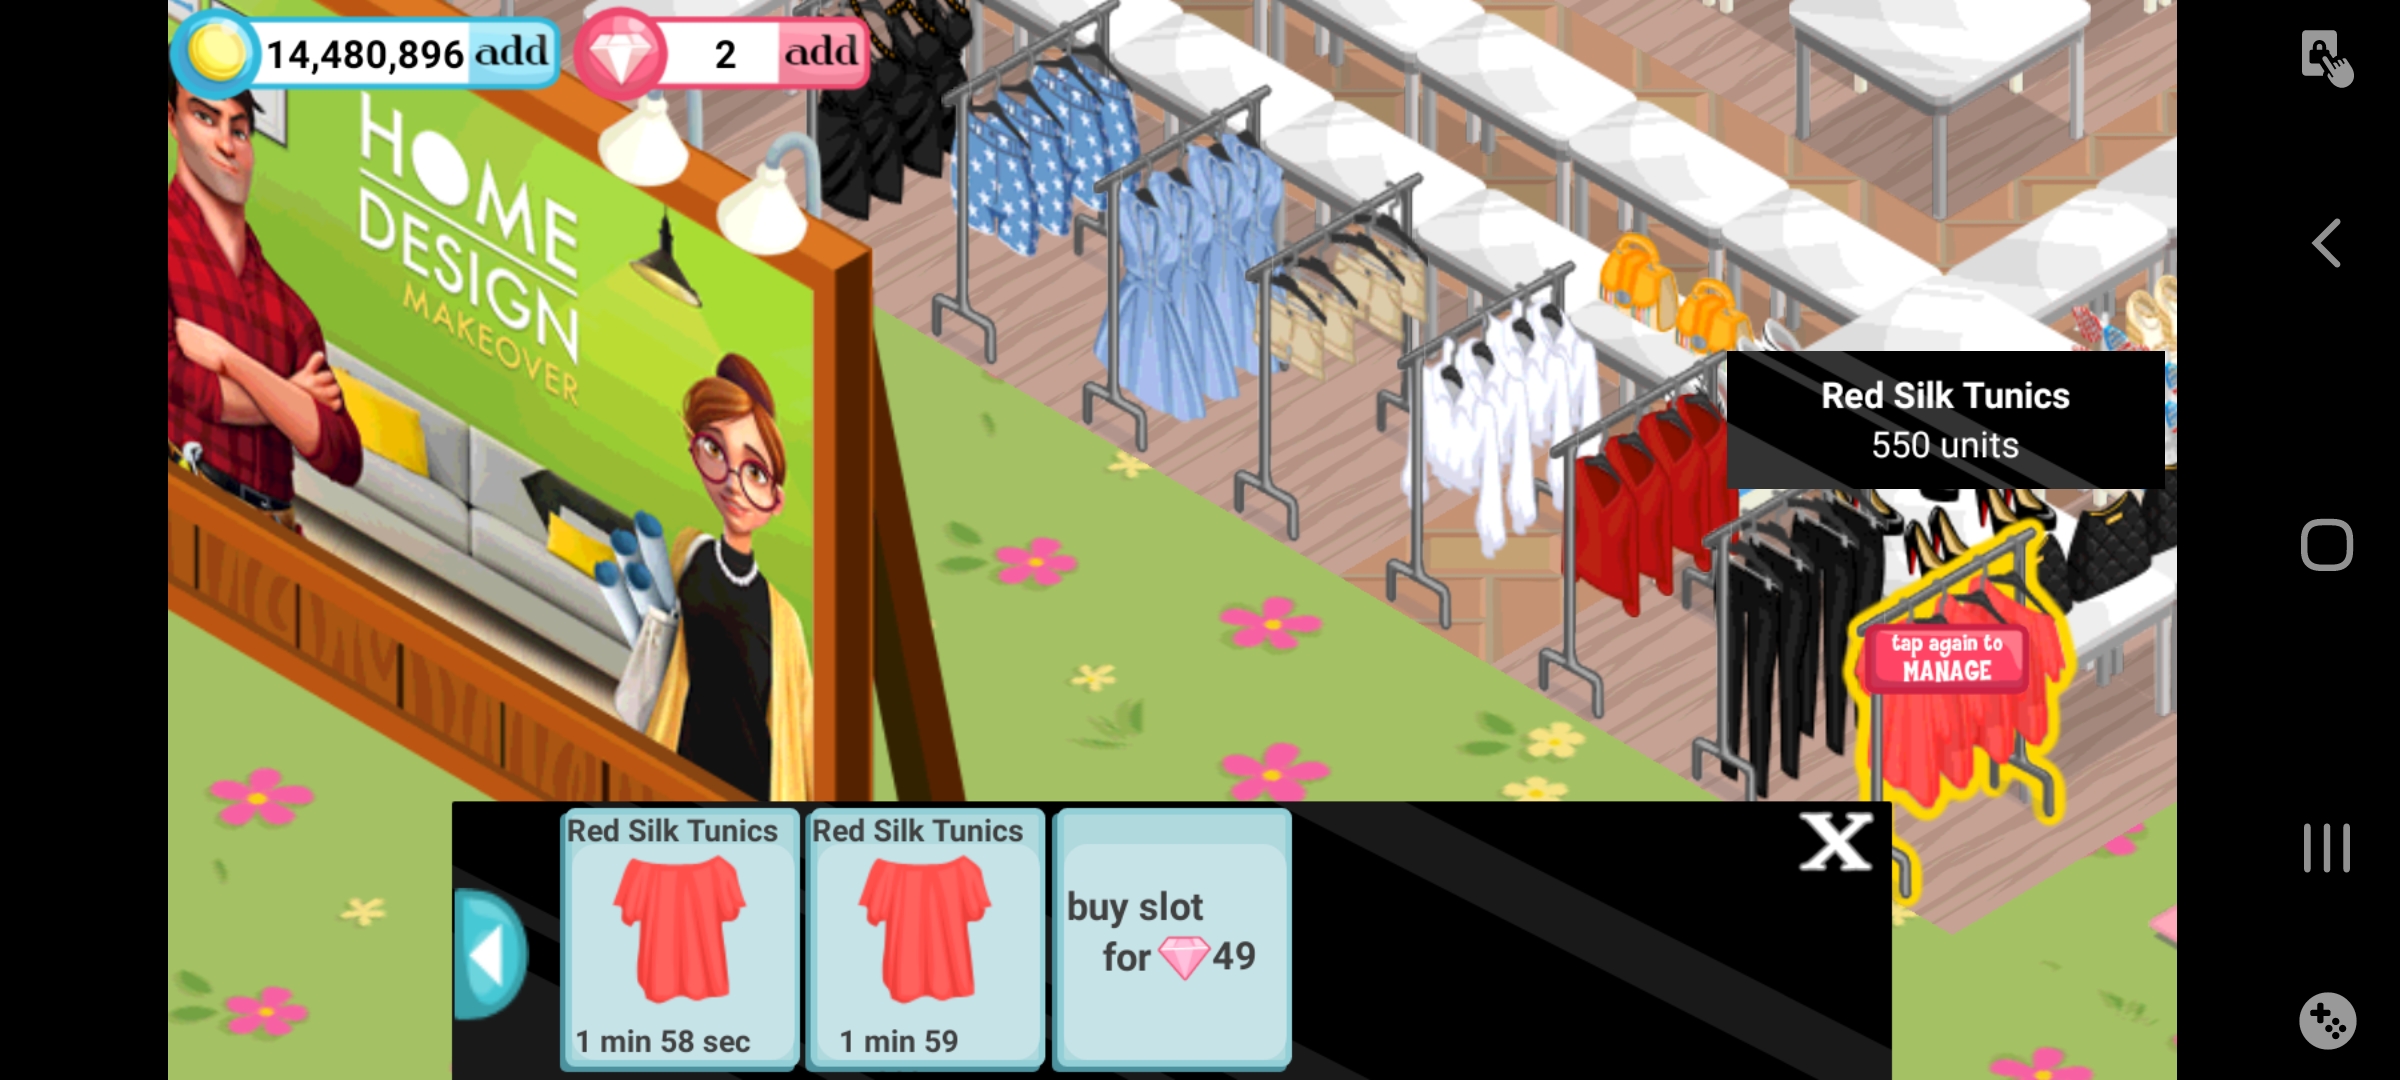 14,480,896 add
2 add
HOME
DESIGN
MAKEOVER
Red Silk Tunics
550 units
tap again to
MANAGE
X
Red Silk Tunics
1 min 58 sec
Red Silk Tunics
1 min 59
buy slot
for 49